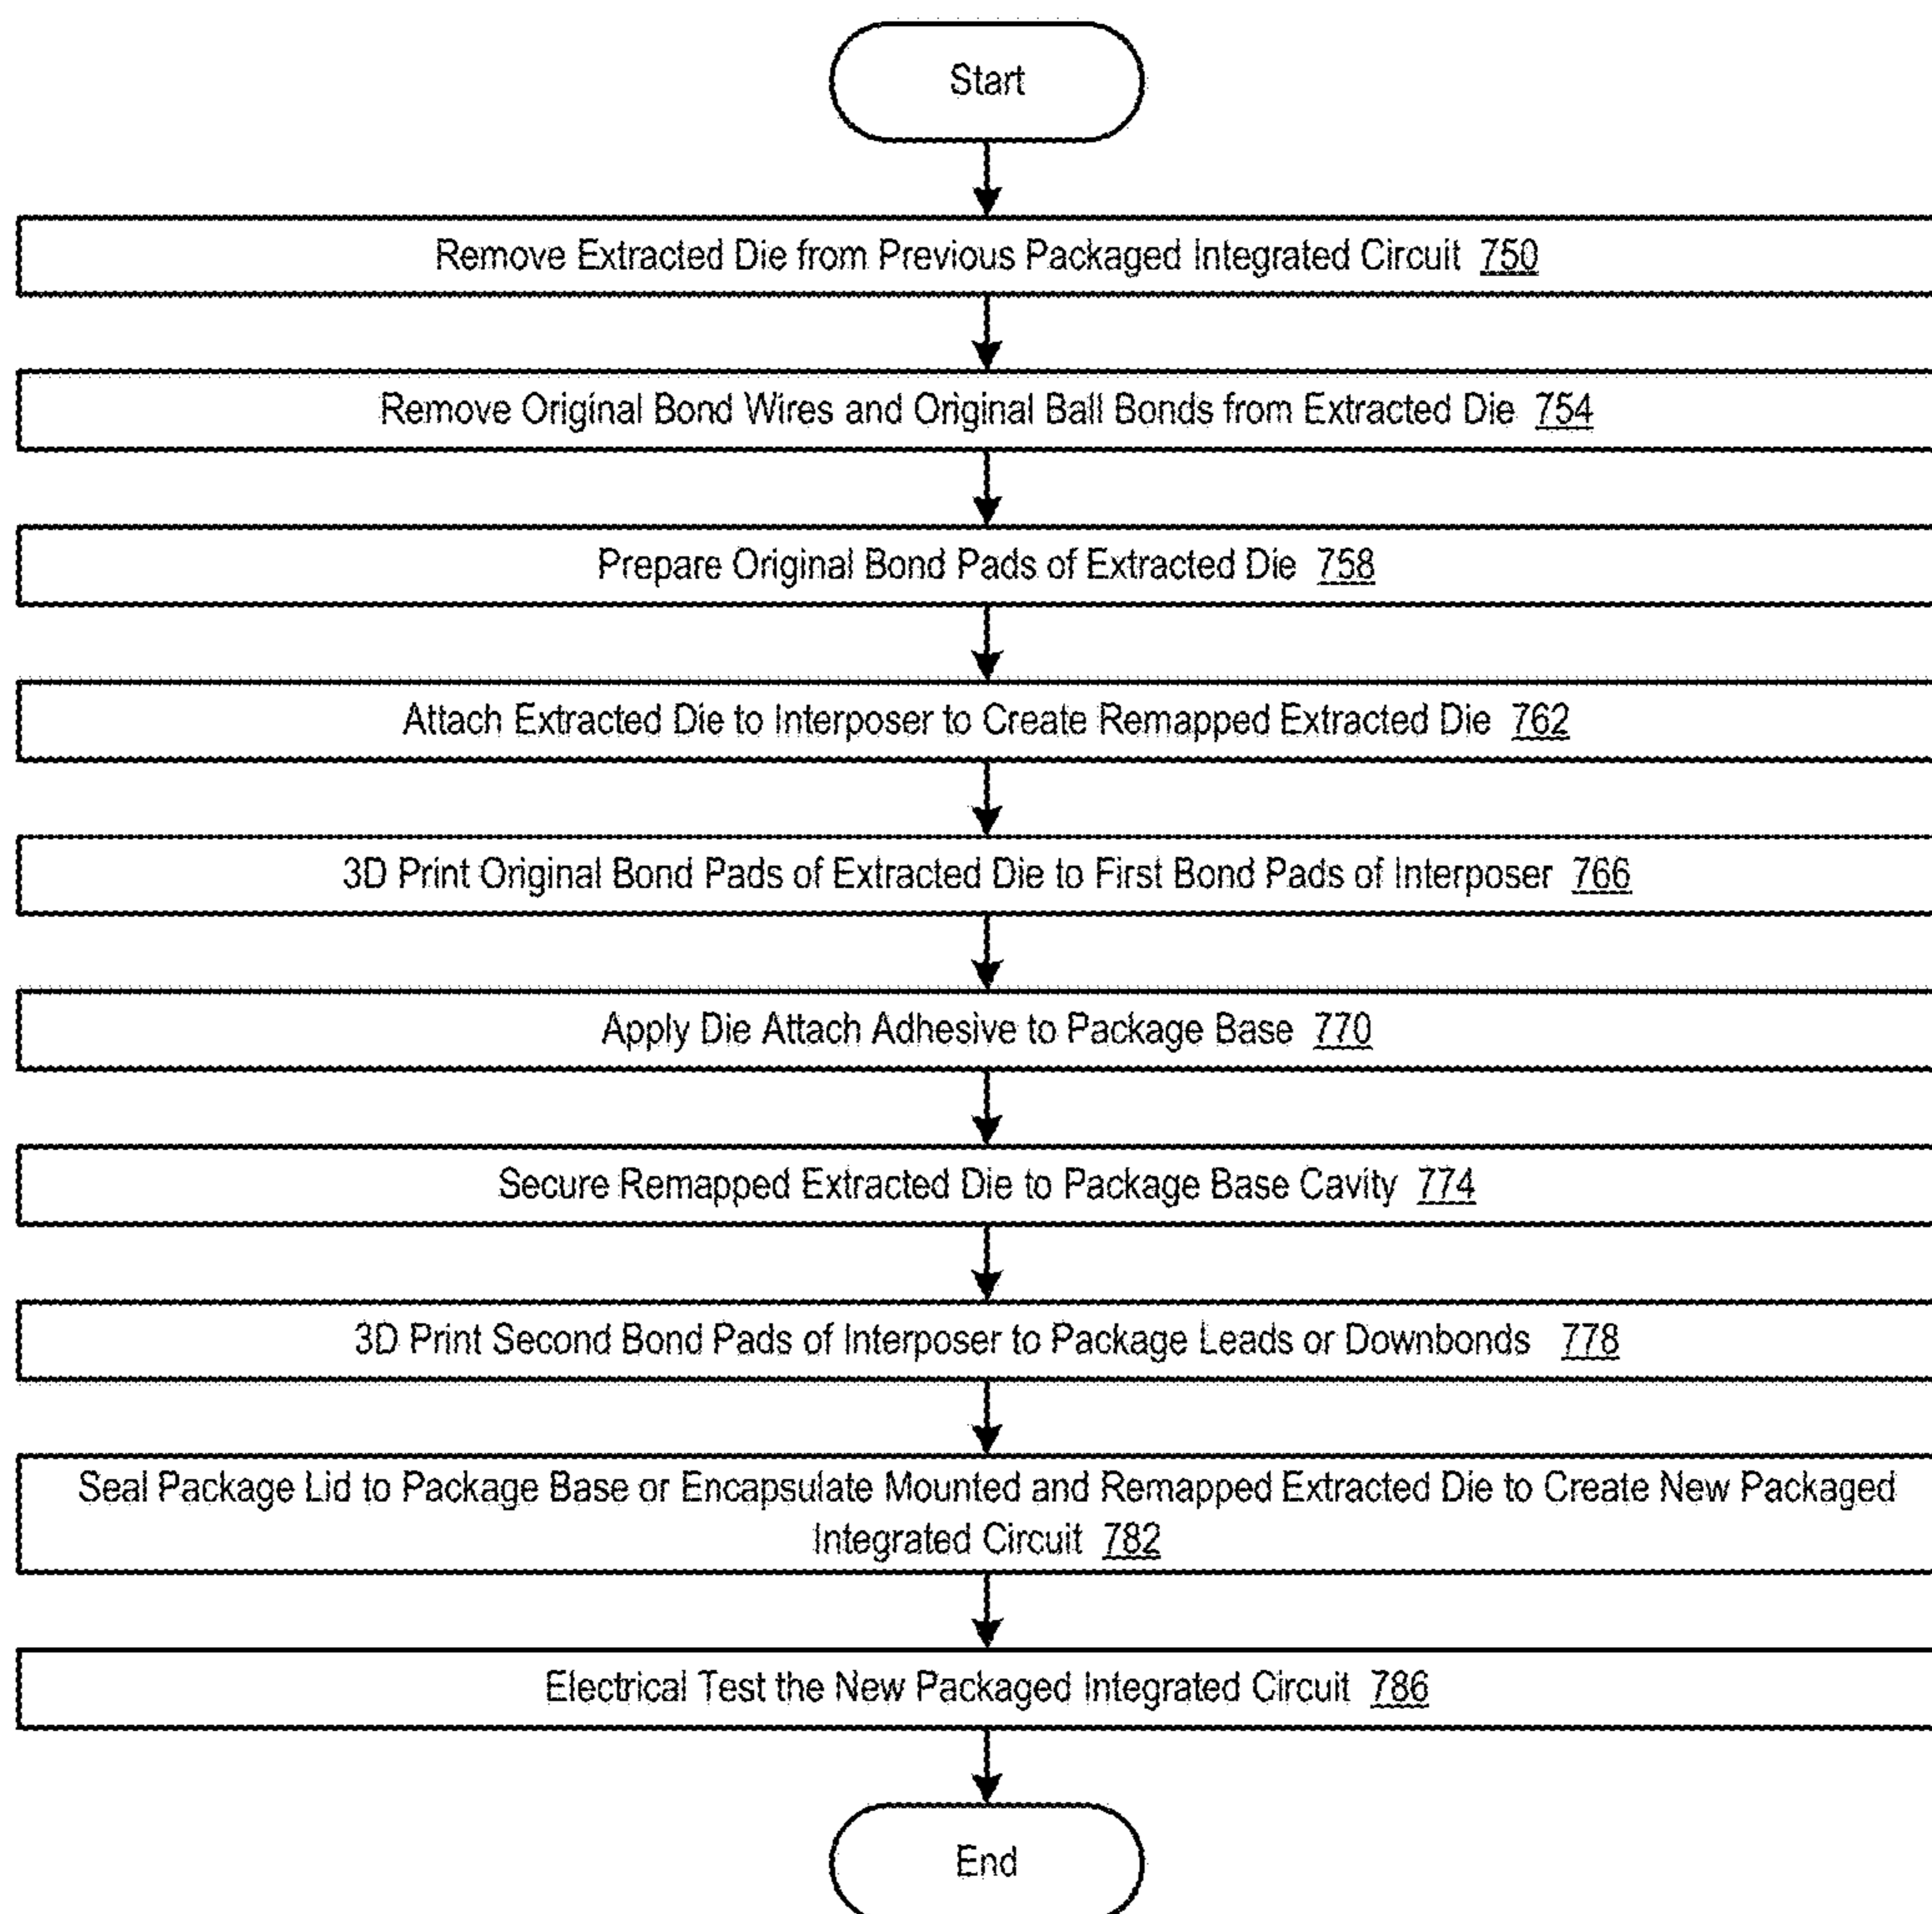 Start
Remove Extracted Die from Previous Packaged Integrated Circuit 750
Remove Original Bond Wires and Original Ball Bonds from Extracted Die 754
Prepare Original Bond Pads of Extracted Die 758
Attach Extracted Die to Interposer to Create Remapped Extracted Die 762
3D Print Original Bond Pads of Extracted Die to First Bond Pads of Interposer 766
Apply Die Attach Adhesive to Package Base 770
Secure Remapped Extracted Die to Package Base Cavity 774
3D Print Second Bond Pads of Interposer to Package Leads or Downbonds 778
Seal Package Lid to Package Base or Encapsulate Mounted and Remapped Extracted Die to Create New Packaged
Integrated Circuit 782
Electrical Test the New Packaged Integrated Circuit 786
End